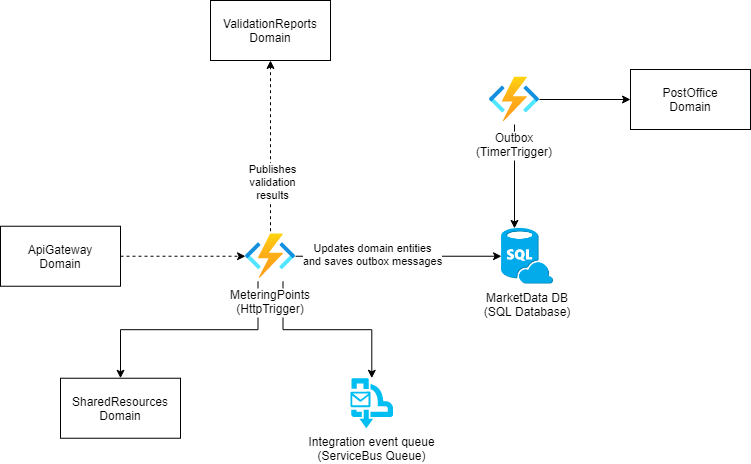 ValidationReports
Domain
PostOffice
Domain
Outbox
(TimerTrigger)
Publishes
validation
results
ApiGateway
Domain
Updates domain entities
and saves outbox messages
SQL
MeteringPoints
(HttpTrigger)
MarketData DB
(SQL Database)
SharedResources
Domain
Integration event queue
(ServiceBus Queue)